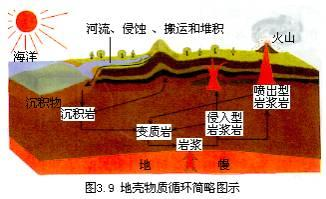 河流、侵蚀、搬运和堆积
火山
海洋
沉积物
沉积岩
喷出型
岩浆岩
侵入型
岩浆岩
变质岩
岩浆
地幔
图3.9 地壳物质循环简略图示